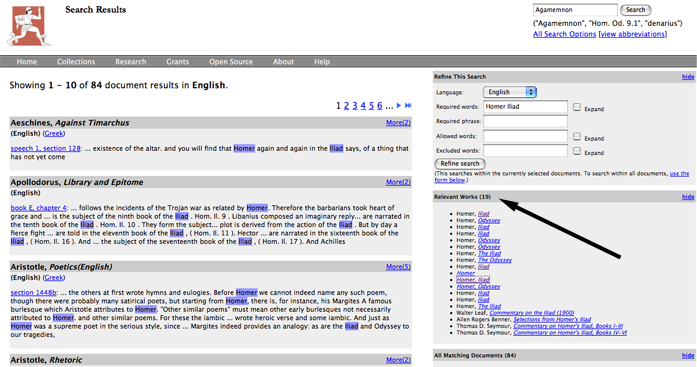 Search Results
Agamemnon Search
("Agamemnon", "Hom. Od. 9.1", "denarius")
All Search Options [view abbreviations]
Home Collections Research Grants Open Source About Help
Showing 1 - 10 of 84 document results in English.
1 2 3 4 5 6 ...
Aeschines, Against Timarchus More(2)
(English) (Greek)
speech 1, section 128: ... existence of the altar. and you will find that Homer again and again in the Iliad says, of a thing that
has not yet come
Apollodorus, Library and Epitome More(2)
(English)
book E, chapter 4: ... follows the incidents of the Trojan war as related by Homer. Therefore the barbarians took heart of
grace and ... is the subject of the ninth book of the Iliad . Hom. Il. 9 . Libanius composed an imaginary reply... are narrated in
the tenth book of the Iliad . Hom. Il. 10 . They form the subject... plot is derived from the action of the Iliad . But by day a
fierce fight ... are told in the eleventh book of the Iliad , ( Hom. Il. 11 ). Hector ... are narrated in the sixteenth book of the
Iliad , ( Hom. Il. 16 ). And ... the subject of the seventeenth book of the Iliad , ( Hom. Il. 17 ). And Achilles
Aristotle, Poetics(English) More(5)
(English) (Greek)
section 1448b: ... the others at first wrote hymns and eulogies. Before Homer we cannot indeed name any such poem,
though there were probably many satirical poets, but starting from Homer, there is, for instance, his Margites A famous
burlesque which Aristotle attributes to Homer. "Other similar poems" must mean other early burlesques not necessarily
attributed to Homer. and other similar poems. For these the iambic ... wrote heroic verse and some iambic. And just as
Homer was a supreme poet in the serious style, since ... Margites indeed provides an analogy: as are the Iliad and Odyssey to
our tragedies,
Aristotle, Rhetoric More(2)
Refine This Search hide
Language: English
Required words: Homer Iliad Expand
Required phrase:
Allowed words: Expand
Excluded words: Expand
Refine search
(This searches within the currently selected documents. To search within all documents, use the
form below.)
Relevant Works (19) hide
Homer, Iliad
Homer, Odyssey
Homer, Iliad
Homer, Iliad
Homer, Odyssey
Homer, Odyssey
Homer, The Iliad
Homer, The Odyssey
Homer, Iliad
Homer
Homer, Iliad
Homer, Odyssey
Homer, Iliad
Homer, Iliad
Homer, Iliad
Walter Leaf, Commentary on the Iliad (1900)
Allen Rogers Benner, Selections from Homer's Iliad
Thomas D. Seymour, Commentary on Homer's Iliad, Books I-III
Thomas D. Seymour, Commentary on Homer's Iliad, Books IV-VI
All Matching Documents (84) hide